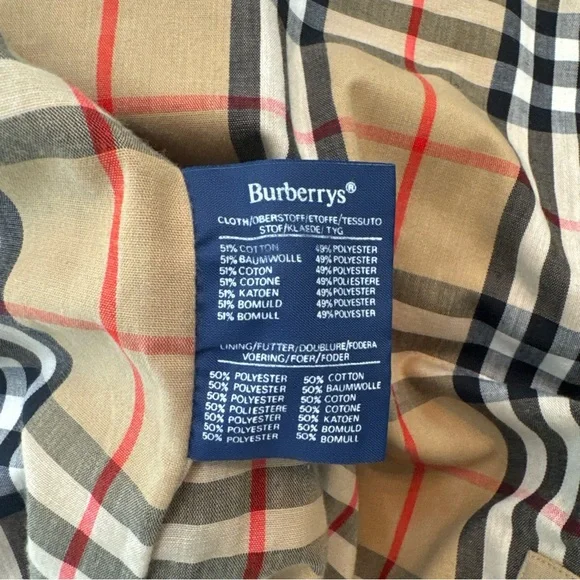 Burberrys®
CLOTH/OBERSTOFF/ETOFFE/TESSUTO
STOF/KLAEDE/TYG
51% COTTON 49% POLYESTER
51% BAUMWOLLE 49% POLYESTER
51% COTON 49% POLYESTER
51% COTONE 49% POLIESTERE
51% KATOEN 49% POLYESTER
51% BOMULD 49% POLYESTER
51% BOMULL 49% POLYESTER
LINING/FUTTER/DOUBLURE/FODERA
VOERING/FOER/FODER
50% POLYESTER 50% COTTON
50% POLYESTER 50% BAUMWOLLE
50% POLYESTER 50% COTON
50% POLIESTERE 50% COTONE
50% POLYESTER 50% KATOEN
50% POLYESTER 50% BOMULD
50% POLYESTER 50% BOMULL